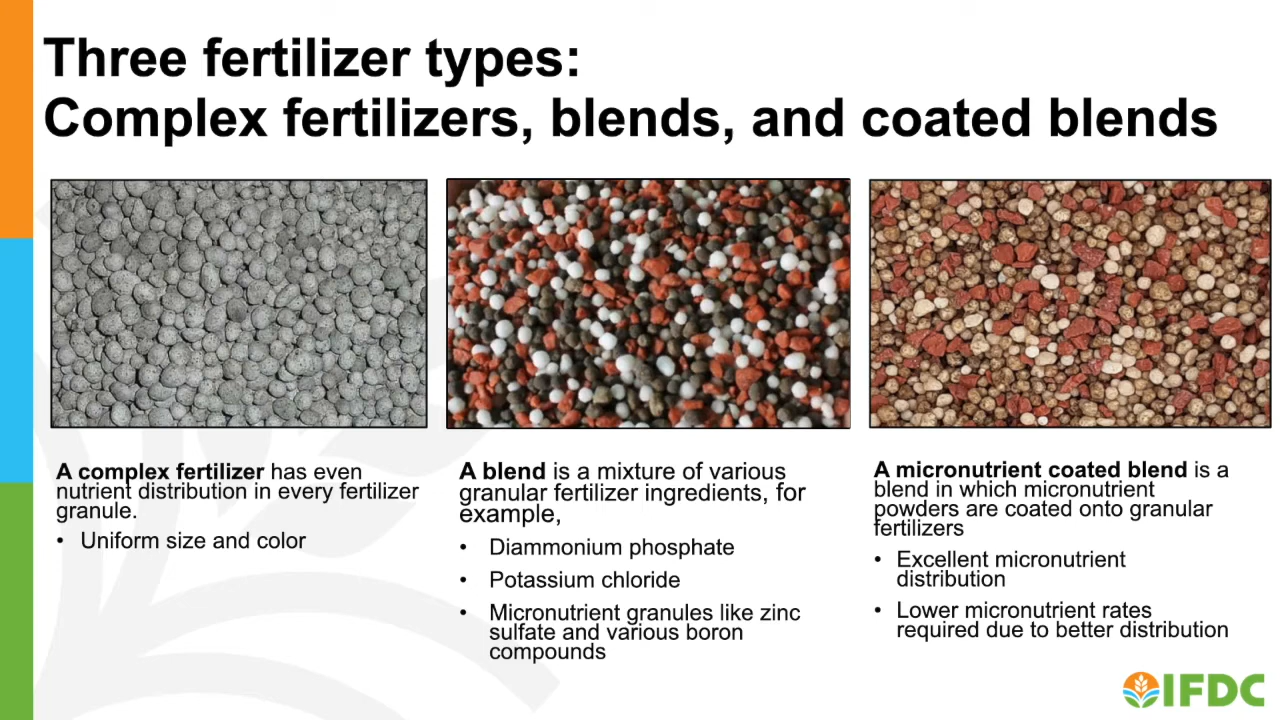 Three fertilizer types:
Complex fertilizers, blends, and coated blends
A complex fertilizer has even
nutrient distribution in every fertilizer
granule.
• Uniform size and color
A blend is a mixture of various
granular fertilizer ingredients, for
example,
• Diammonium phosphate
• Potassium chloride
• Micronutrient granules like zinc
sulfate and various boron
compounds
A micronutrient coated blend is a
blend in which micronutrient
powders are coated onto granular
fertilizers
• Excellent micronutrient
distribution
• Lower micronutrient rates
required due to better distribution
IFDC